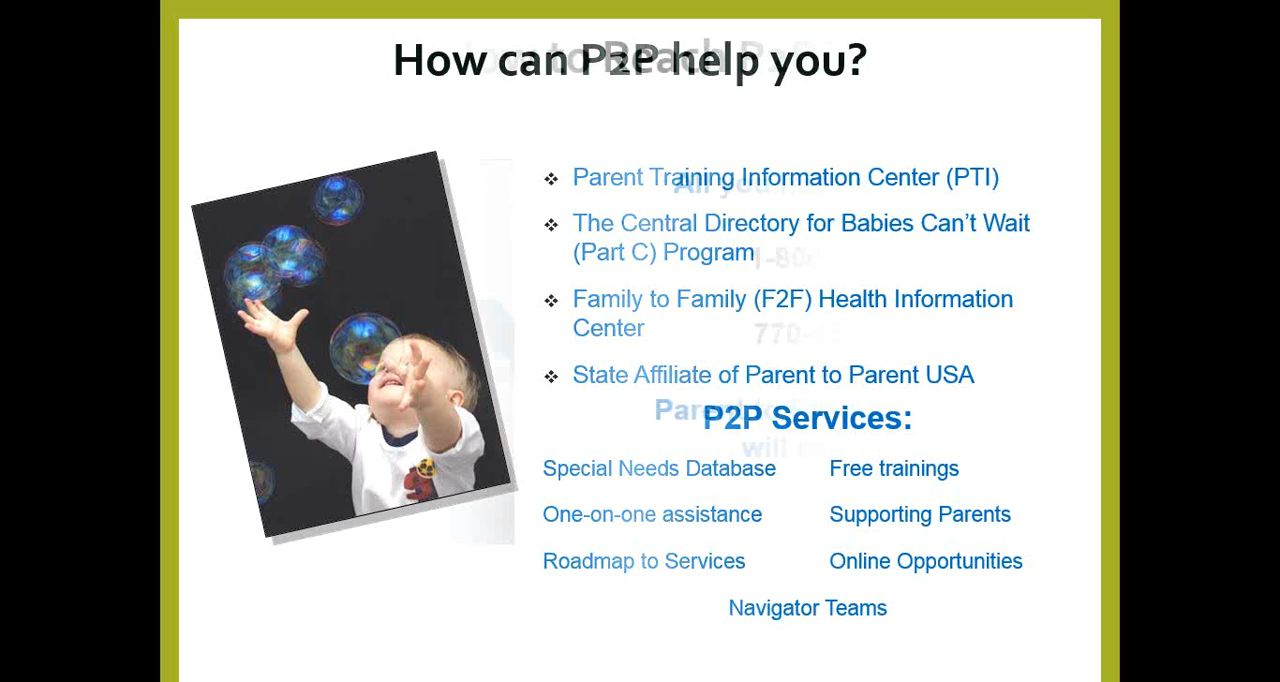 How can P2P help you?
❖ Parent Training Information Center (PTI)
❖ The Central Directory for Babies Can’t Wait
(Part C) Program
❖ Family to Family (F2F) Health Information
Center
❖ State Affiliate of Parent to Parent USA
P2P Services:
Special Needs Database Free trainings
One-on-one assistance Supporting Parents
Roadmap to Services Online Opportunities
Navigator Teams